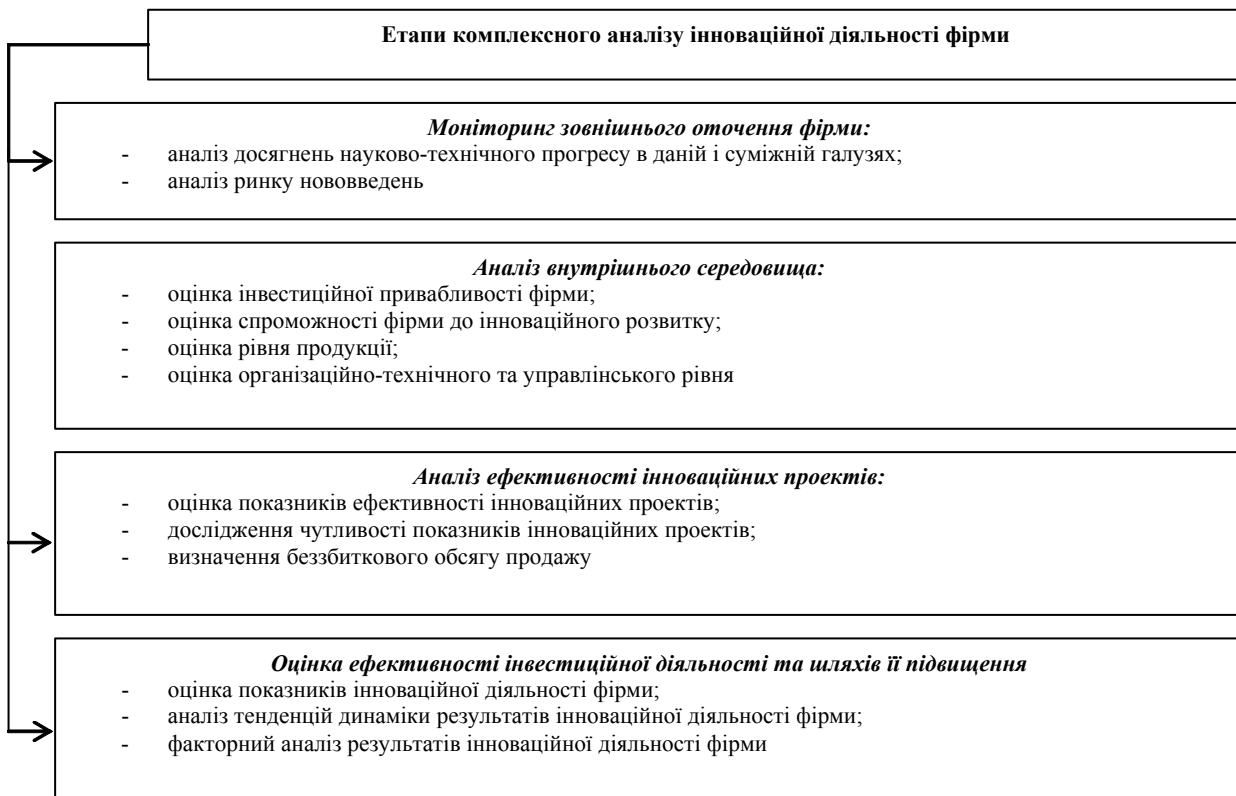 Етапи комплексного аналізу інноваційної діяльності фірми
Моніторинг зовнішнього оточення фірми:
- аналіз досягнень науково-технічного прогресу в даній і суміжній галузях;
- аналіз ринку нововведень
Аналіз внутрішнього середовища:
- оцінка інвестиційної привабливості фірми;
- оцінка спроможності фірми до інноваційного розвитку;
- оцінка рівня продукції;
- оцінка організаційно-технічного та управлінського рівня
Аналіз ефективності інноваційних проектів:
- оцінка показників ефективності інноваційних проектів;
- дослідження чутливості показників інноваційних проектів;
- визначення беззбиткового обсягу продажу
Оцінка ефективності інвестиційної діяльності та шляхів її підвищення
- оцінка показників інноваційної діяльності фірми;
- аналіз тенденцій динаміки результатів інноваційної діяльності фірми;
- факторний аналіз результатів інноваційної діяльності фірми